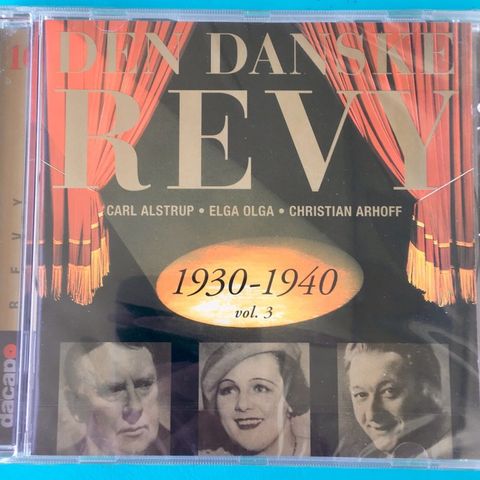 DEN DANSKE
REVY
CARL ALSTRUP • ELGA OLGA • CHRISTIAN ARHOFF
1930-1940
vol. 3
REVY
dacapo